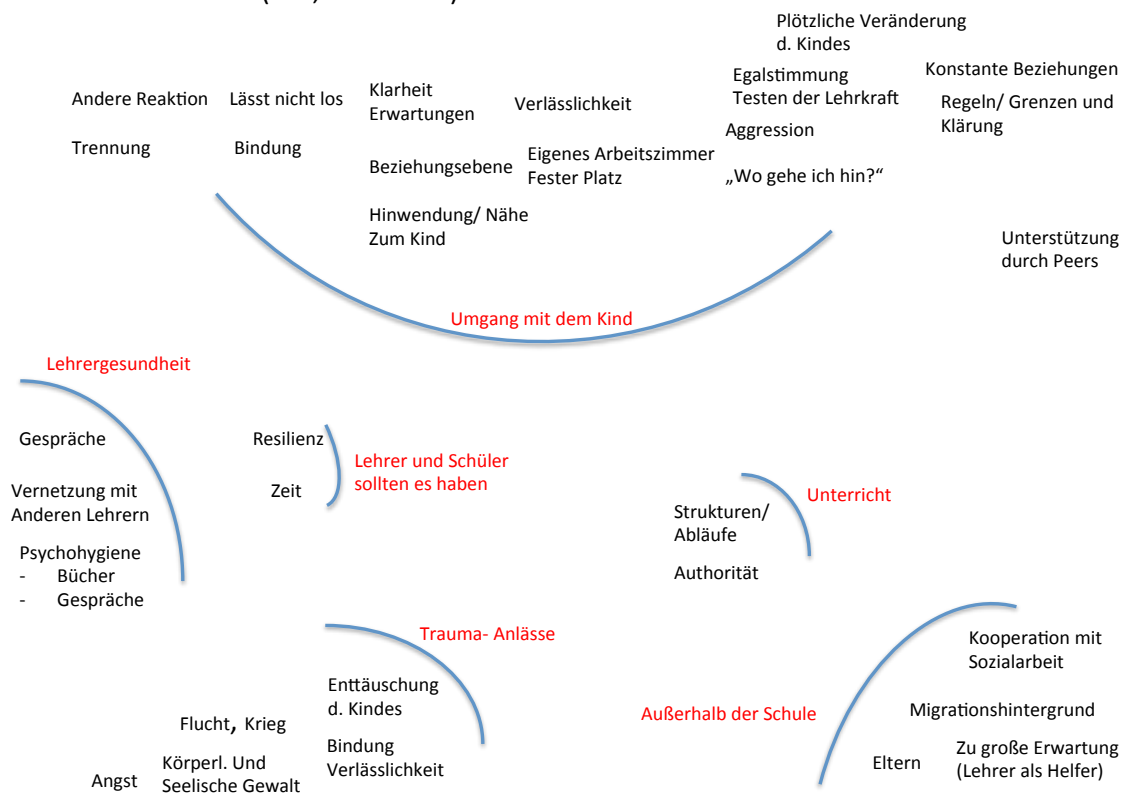 Plötzliche Veränderung
d. Kindes
Andere Reaktion
Lässt nicht los
Klarheit
Erwartungen
Verlässlichkeit
Egalstimmung
Testen der Lehrkraft
Konstante Beziehungen
Regeln/ Grenzen und
Klärung
Trennung
Bindung
Beziehungsebene
Eigenes Arbeitszimmer
Fester Platz
Aggression
„Wo gehe ich hin?“
Hinwendung/ Nähe
Zum Kind
Unterstützung
durch Peers
Umgang mit dem Kind
Lehrergesundheit
Gespräche
Vernetzung mit
Anderen Lehrern
Psychohygiene
- Bücher
- Gespräche
Resilienz
Zeit
Lehrer und Schüler
sollten es haben
Unterricht
Strukturen/
Abläufe
Authorität
Trauma- Anlässe
Enttäuschung
d. Kindes
Flucht, Krieg
Bindung
Verlässlichkeit
Angst
Körperl. Und
Seelische Gewalt
Außerhalb der Schule
Kooperation mit
Sozialarbeit
Migrationshintergrund
Eltern
Zu große Erwartung
(Lehrer als Helfer)